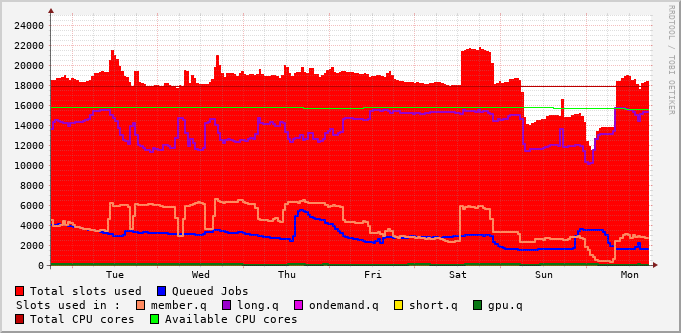 RRDTOOL / TOBI OETIKER
24000
22000
20000
18000
16000
14000
12000
10000
8000
6000
4000
2000
0
Tue Wed Thu Fri Sat Sun Mon
Total slots used Queued Jobs
Slots used in : member.q long.q ondemand.q short.q gpu.q
Total CPU cores Available CPU cores